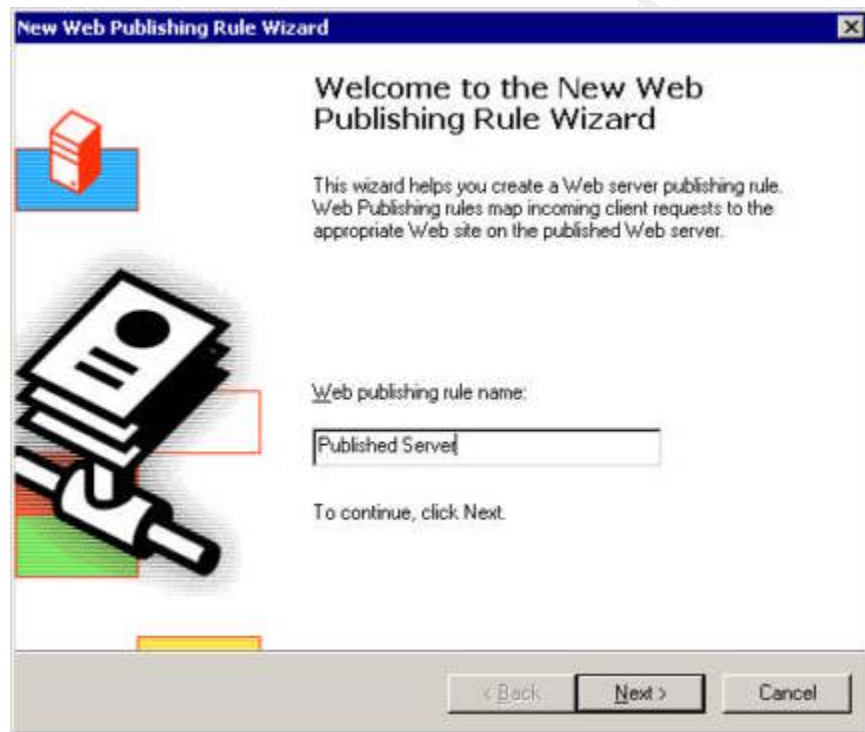 New Web Publishing Rule Wizard
Welcome to the New Web
Publishing Rule Wizard
This wizard helps you create a Web server publishing rule.
Web Publishing rules map incoming client requests to the
appropriate Web site on the published Web server.
Web publishing rule name:
Published Server
To continue, click Next.
< Back
Next >
Cancel